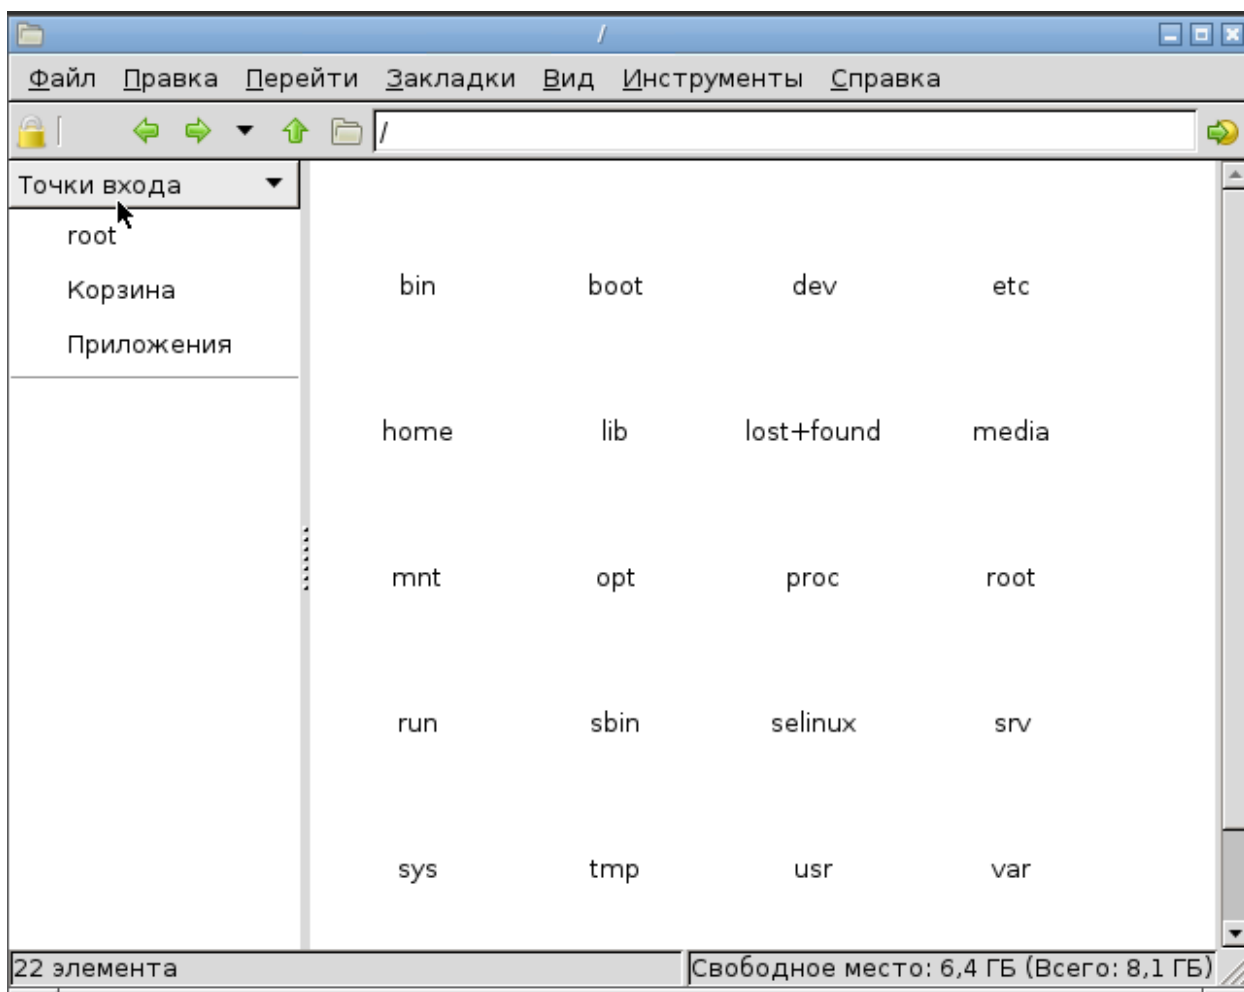 /
Файл Правка Перейти Закладки Вид Инструменты Справка
/
Точки входа
root
Корзина
Приложения
bin boot dev etc
home lib lost+found media
mnt opt proc root
run sbin selinux srv
sys tmp usr var
22 элемента Свободное место: 6,4 ГБ (Всего: 8,1 ГБ)